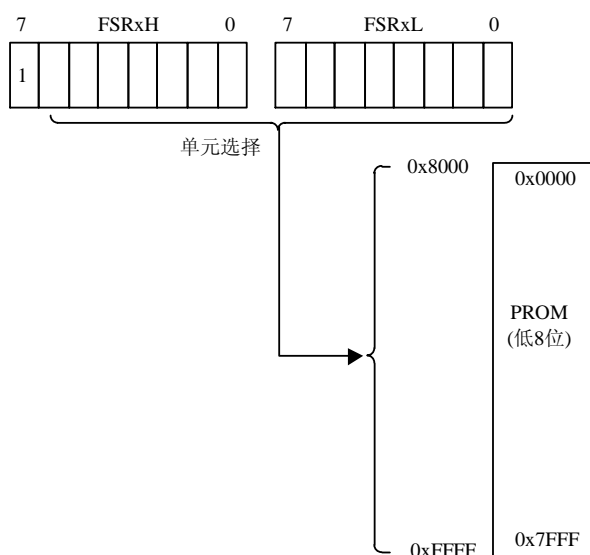 7 FSRxH 0 7 FSRxL 0
1
单元选择
0x8000 0x0000
PROM
(低8位)
0xFFFF 0x7FFF